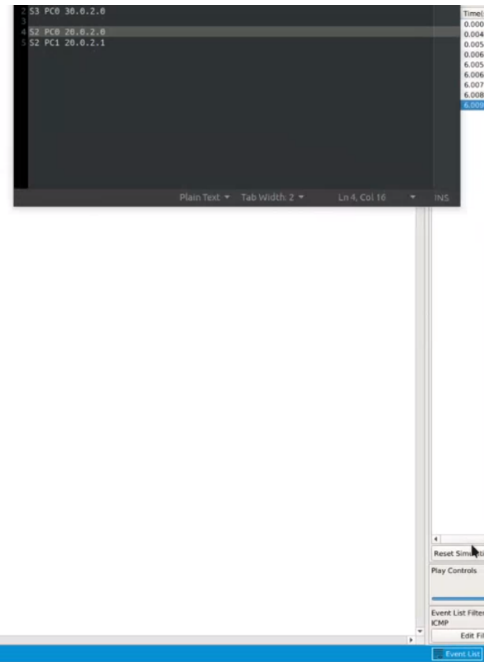 2 S3 PC0 30.0.2.0
3
4 S2 PC0 20.0.2.0
5 S2 PC1 20.0.2.1
Plain Text Tab Width: 2 Ln 4, Col 16 INS
Time(
0.000
0.004
0.005
0.006
6.005
6.006
6.007
6.008
6.009
Reset Simulati
Play Controls
Event List Filter
ICMP
Edit Fil
Event List